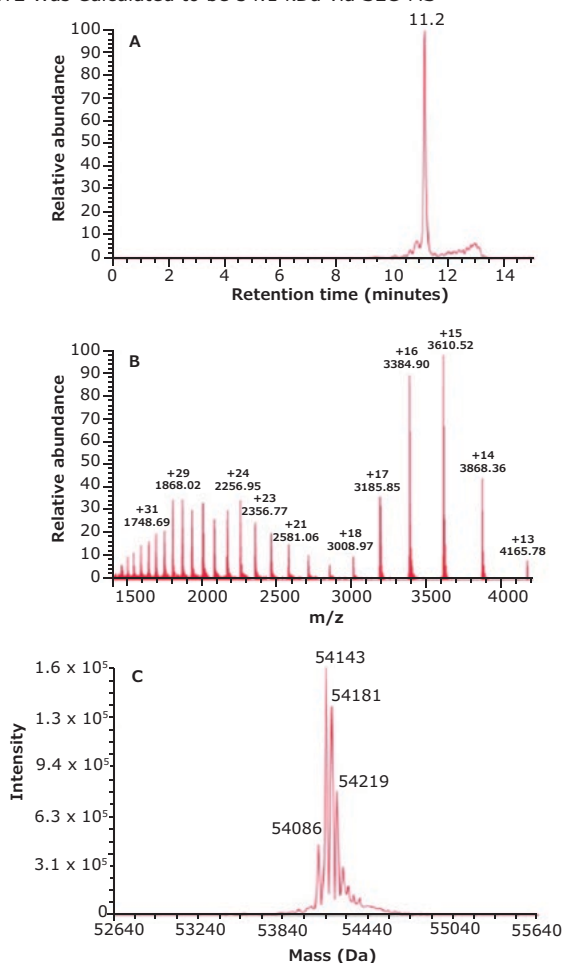 11.2
A
100
90
80
70
60
50
40
30
20
10
0
Relative abundance
0 2 4 6 8 10 12 14
Retention time (minutes)
B
100
90
80
70
60
50
40
30
20
10
0
Relative abundance
+31
1748.69
+29
1868.02
+24
2256.95
+23
2356.77
+21
2581.06
+18
3008.97
+17
3185.85
+16
3384.90
+15
3610.52
+14
3868.36
+13
4165.78
1500 2000 2500 3000 3500 4000
m/z
C
1.6 x 10⁵
1.3 x 10⁵
9.4 x 10⁵
6.3 x 10⁵
3.1 x 10⁵
0
Intensity
54143
54181
54219
54086
52640 53240 53840 54440 55040 55640
Mass (Da)